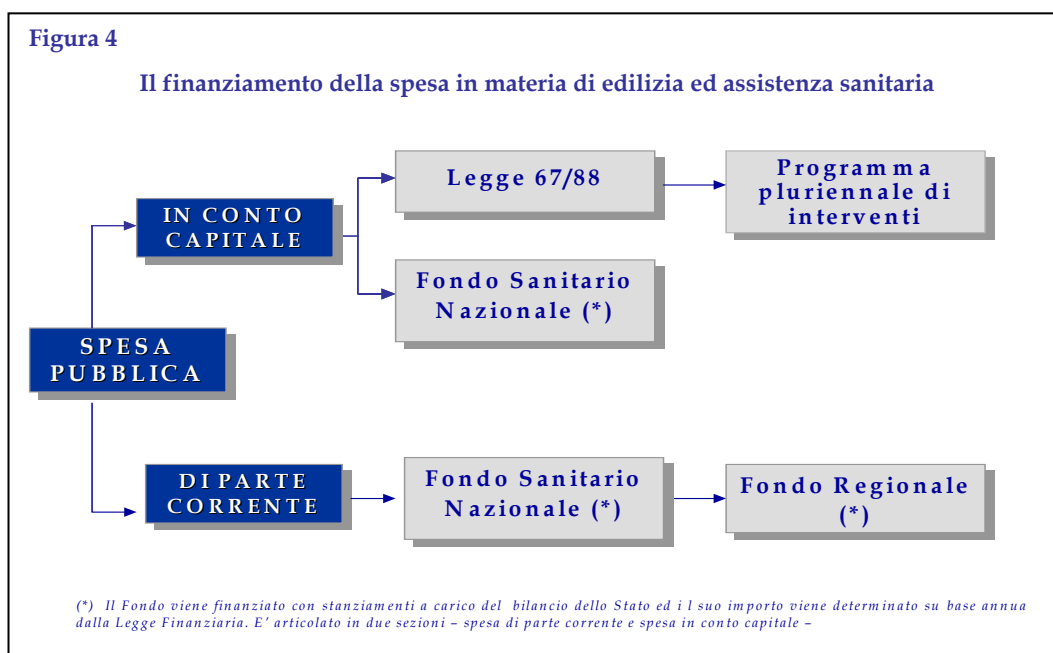 Figura 4
Il finanziamento della spesa in materia di edilizia ed assistenza sanitaria
Legge 67/88
Programma
pluriennale di
interventi
IN CONTO
CAPITALE
Fondo Sanitario
Nazionale (*)
SPESA
PUBBLICA
DI PARTE
CORRENTE
Fondo Sanitario
Nazionale (*)
Fondo Regionale
(*)
(*) Il Fondo viene finanziato con stanziamenti a carico del bilancio dello Stato ed i l suo importo viene determinato su base annua
dalla Legge Finanziaria. E' articolato in due sezioni – spesa di parte corrente e spesa in conto capitale –